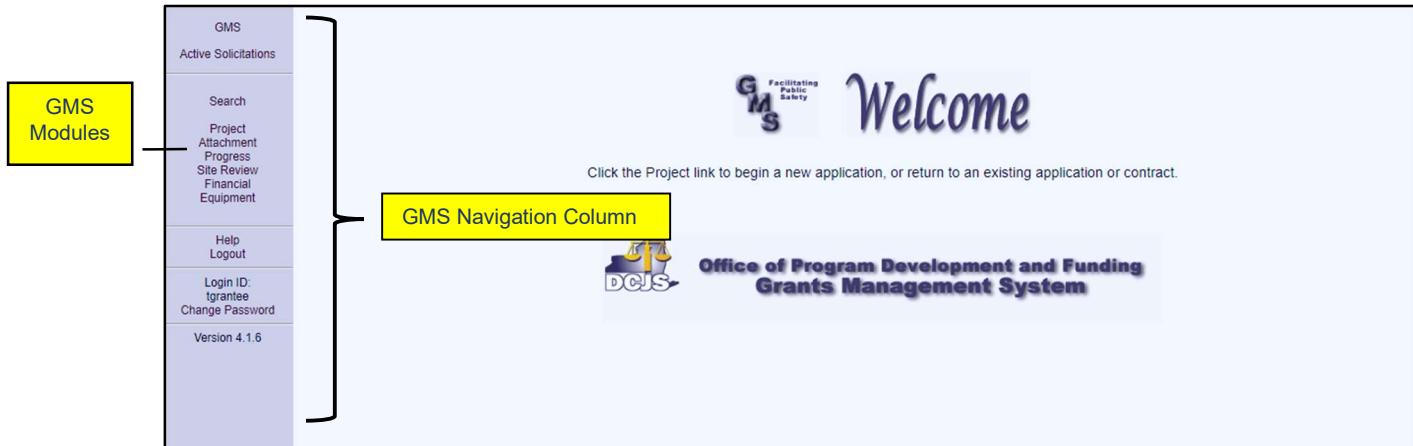 GMS
Active Solicitations
Search
Project
Attachment
Progress
Site Review
Financial
Equipment
Help
Logout
Login ID:
tgrantee
Change Password
Version 4.1.6
GMS
Modules
GMS Navigation Column
GMS
Facilitating
Public
Safety
Welcome
Click the Project link to begin a new application, or return to an existing application or contract.
DCJS
Office of Program Development and Funding
Grants Management System